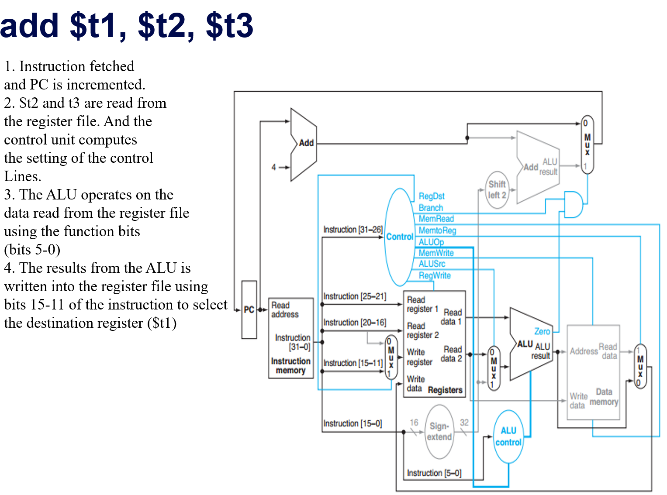 add $t1, $t2, $t3
1. Instruction fetched
and PC is incremented.
2. $t2 and t3 are read from
the register file. And the
control unit computes
the setting of the control
Lines.
3. The ALU operates on the
data read from the register file
using the function bits
(bits 5-0)
4. The results from the ALU is
written into the register file using
bits 15-11 of the instruction to select
the destination register ($t1)
Add
4
0
M
u
x
1
Add
ALU
result
Shift
left 2
RegDst
Branch
MemRead
MemtoReg
ALUOp
MemWrite
ALUSrc
RegWrite
Instruction [31–26]
Control
PC
Read
address
Instruction
[31–0]
Instruction
memory
Instruction [25–21]
Instruction [20–16]
Instruction [15–11]
0
M
u
x
1
Read
register 1
Read
data 1
Read
register 2
Write
register
Read
data 2
Write
data
Registers
0
M
u
x
1
Zero
ALU
ALU
result
Address
Read
data
Write
data
Data
memory
1
M
u
x
0
Instruction [15–0]
16
Sign-
extend
32
ALU
control
Instruction [5–0]